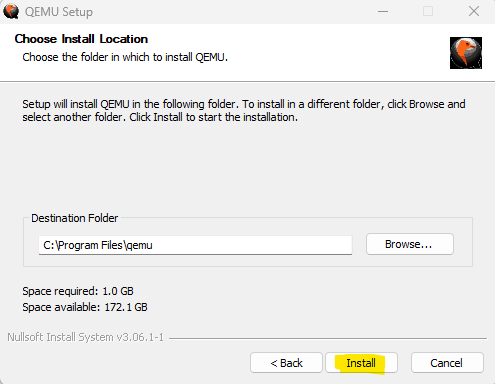 QEMU Setup
Choose Install Location
Choose the folder in which to install QEMU.
Setup will install QEMU in the following folder. To install in a different folder, click Browse and
select another folder. Click Install to start the installation.
Destination Folder
C:\Program Files\qemu
Browse...
Space required: 1.0 GB
Space available: 172.1 GB
Nullsoft Install System v3.06.1-1
< Back
Install
Cancel